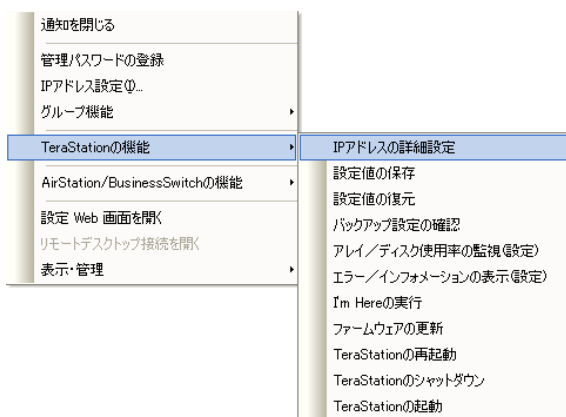 通知を閉じる
管理パスワードの登録
IPアドレス設定(I)...
グループ機能
TeraStationの機能
AirStation/BusinessSwitchの機能
設定 Web 画面を開く
リモートデスクトップ接続を開く
表示・管理
IPアドレスの詳細設定
設定値の保存
設定値の復元
バックアップ設定の確認
アレイ/ディスク使用率の監視(設定)
エラー/インフォメーションの表示(設定)
I'm Hereの実行
ファームウェアの更新
TeraStationの再起動
TeraStationのシャットダウン
TeraStationの起動